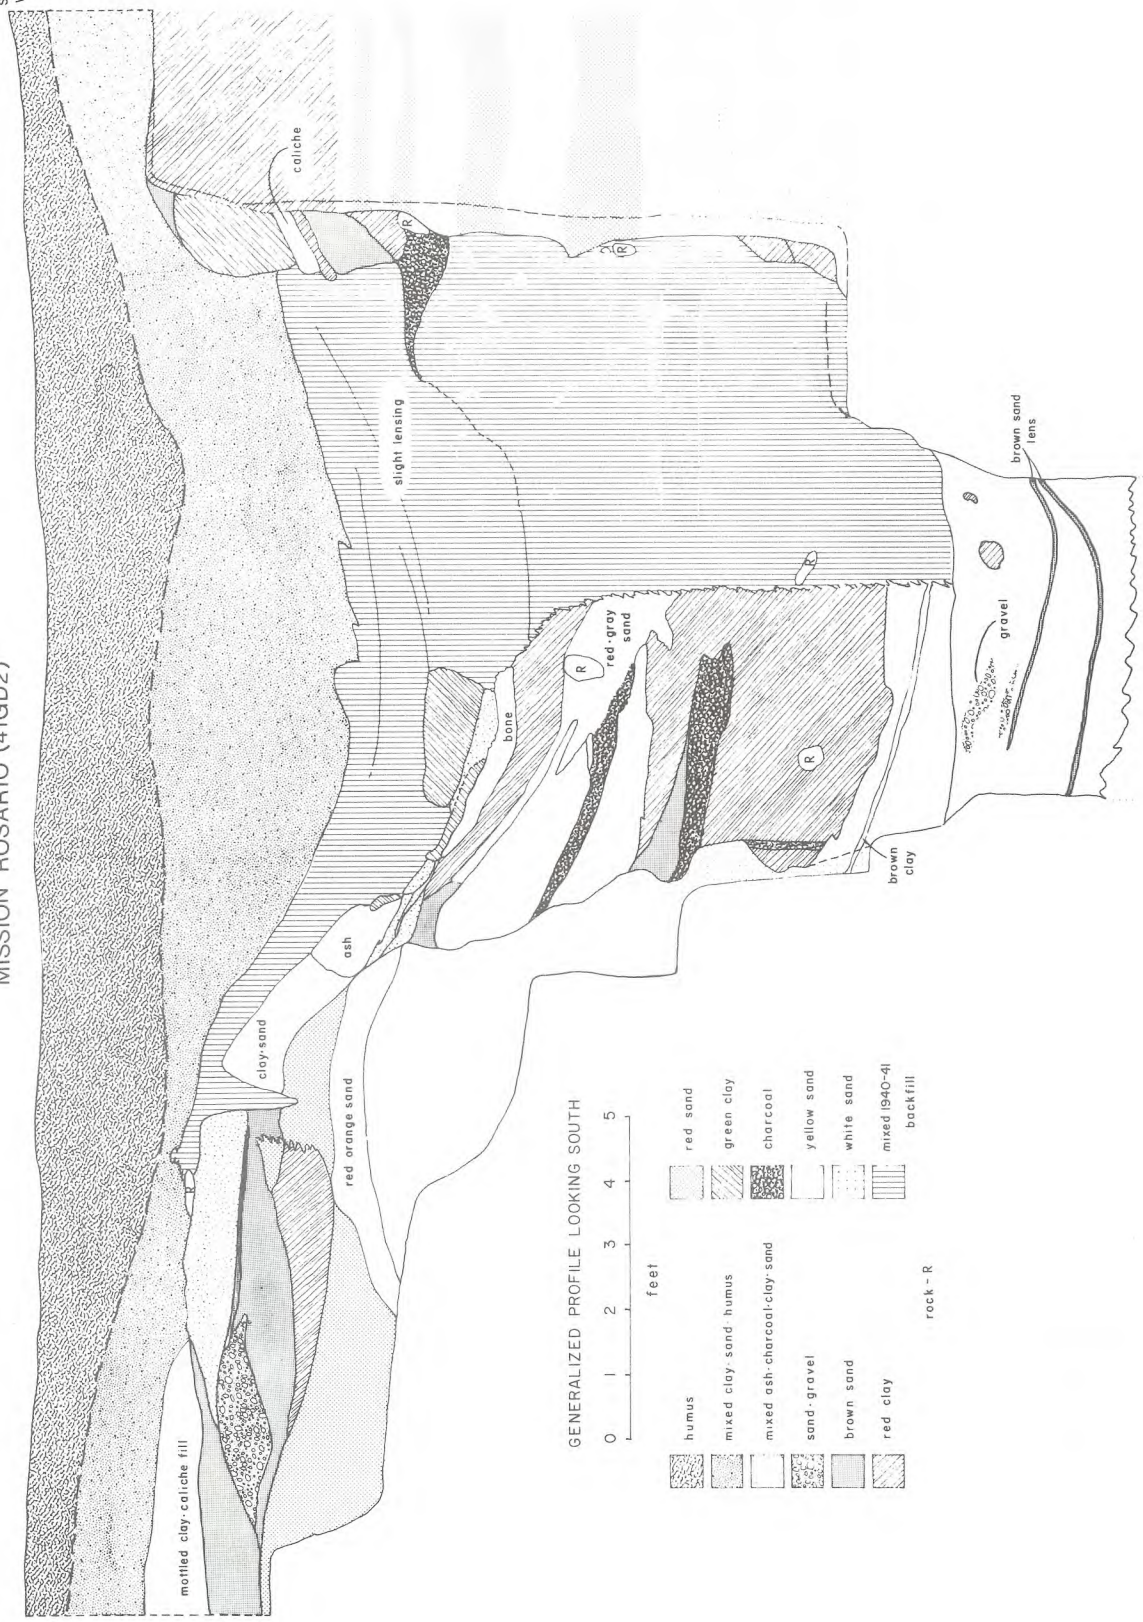 MISSION ROSARIO (41GD2)
mottled clay-caliche fill
R
clay-sand
ash
red orange sand
bone
R
red-gray
sand
slight lensing
caliche
R
R
R
R
brown
clay
gravel
brown sand
lens
GENERALIZED PROFILE LOOKING SOUTH
0 1 2 3 4 5
feet
humus
mixed clay-sand-humus
mixed ash-charcoal-clay-sand
sand-gravel
brown sand
red clay
red sand
green clay
charcoal
yellow sand
white sand
mixed 1940-41
backfill
rock - R